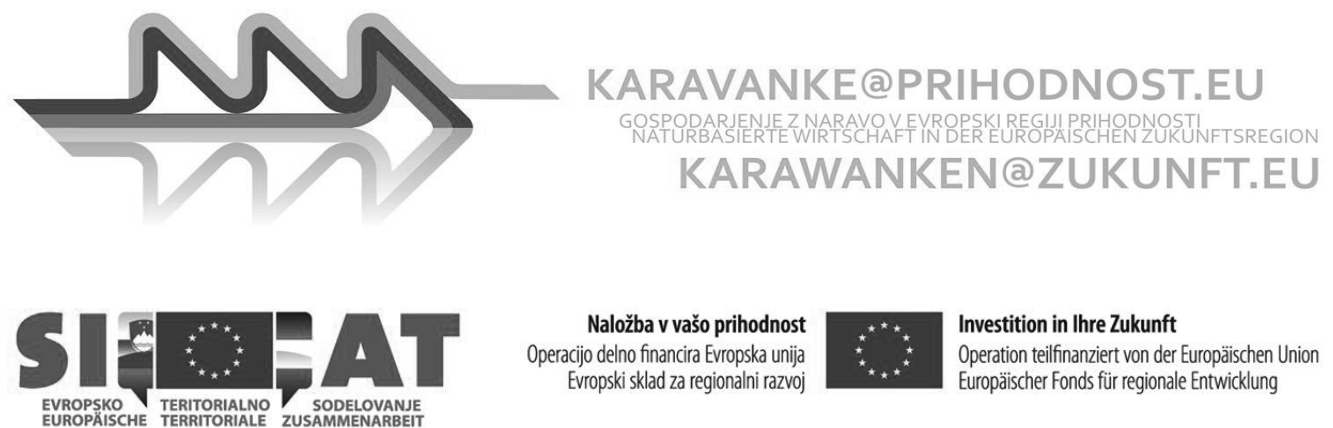 KARAVANKE@PRIHODNOST.EU
GOSPODARJENJE Z NARAVO V EVROPSKI REGIJI PRIHODNOSTI
NATURBASIERTE WIRTSCHAFT IN DER EUROPÄISCHEN ZUKUNFTSREGION
KARAWANKEN@ZUKUNFT.EU
SI AT
EVROPSKO TERITORIALNO SODELOVANJE
EUROPÄISCHE TERRITORIALE ZUSAMMENARBEIT
Naložba v vašo prihodnost
Operacijo delno financira Evropska unija
Evropski sklad za regionalni razvoj
Investition in Ihre Zukunft
Operation teilfinanziert von der Europäischen Union
Europäischer Fonds für regionale Entwicklung